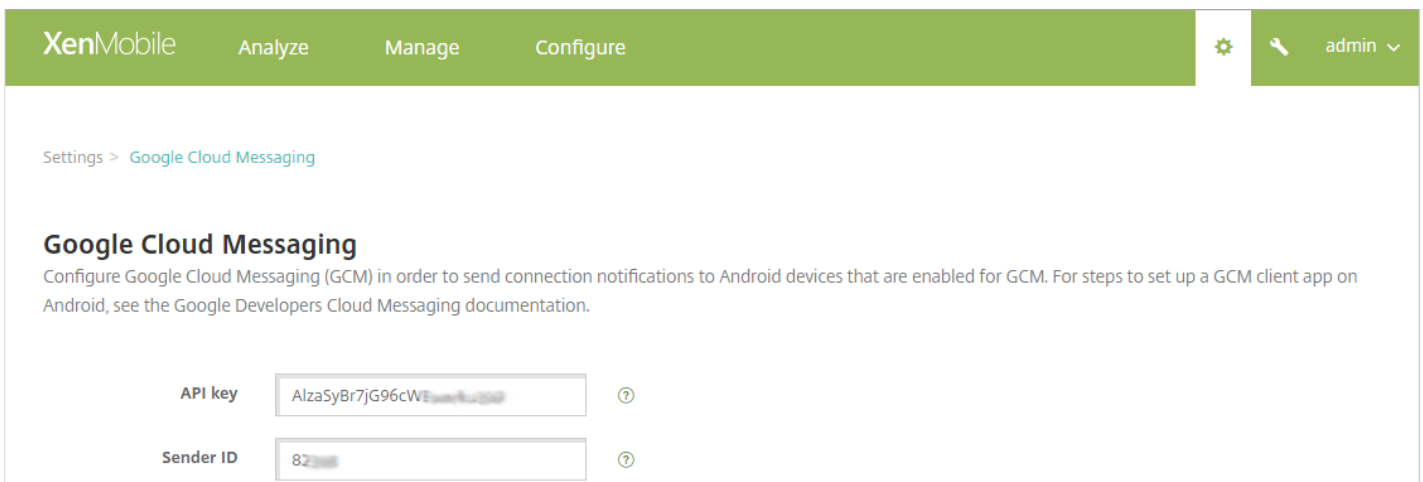 XenMobile Analyze Manage Configure admin
Settings > Google Cloud Messaging
Google Cloud Messaging
Configure Google Cloud Messaging (GCM) in order to send connection notifications to Android devices that are enabled for GCM. For steps to set up a GCM client app on
Android, see the Google Developers Cloud Messaging documentation.
API key ?
Sender ID ?